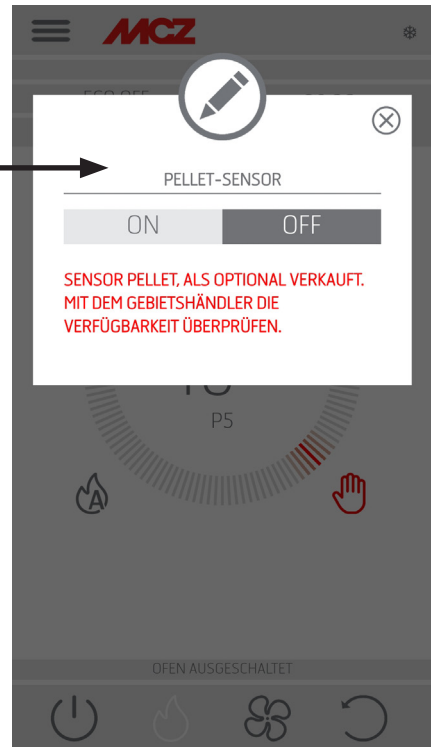 MCZ
PELLET-SENSOR
ON OFF
SENSOR PELLET, ALS OPTIONAL VERKAUFT.
MIT DEM GEBIETSHÄNDLER DIE
VERFÜGBARKEIT ÜBERPRÜFEN.
P5
A
OFEN AUSGESCHALTET